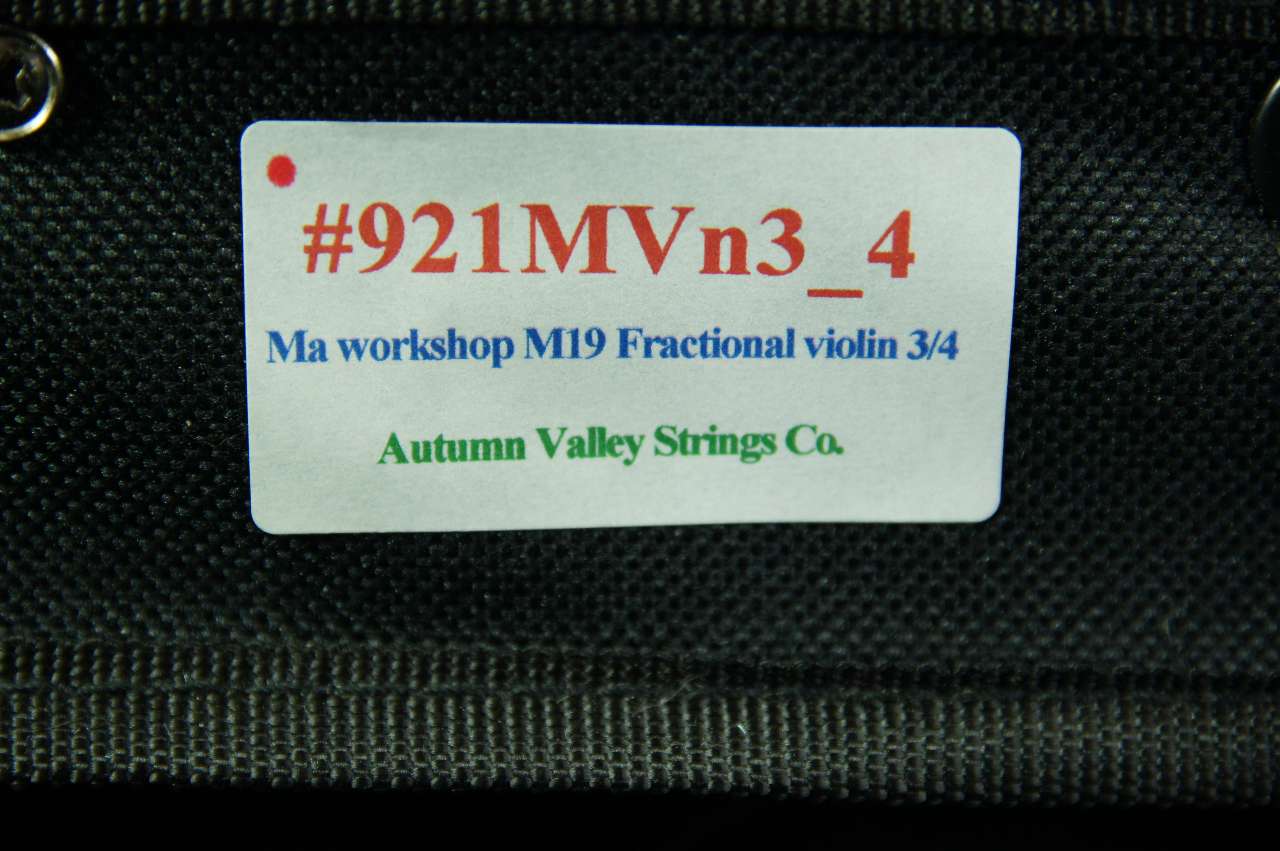 #921MVn3_4
Ma workshop M19 Fractional violin 3/4
Autumn Valley Strings Co.